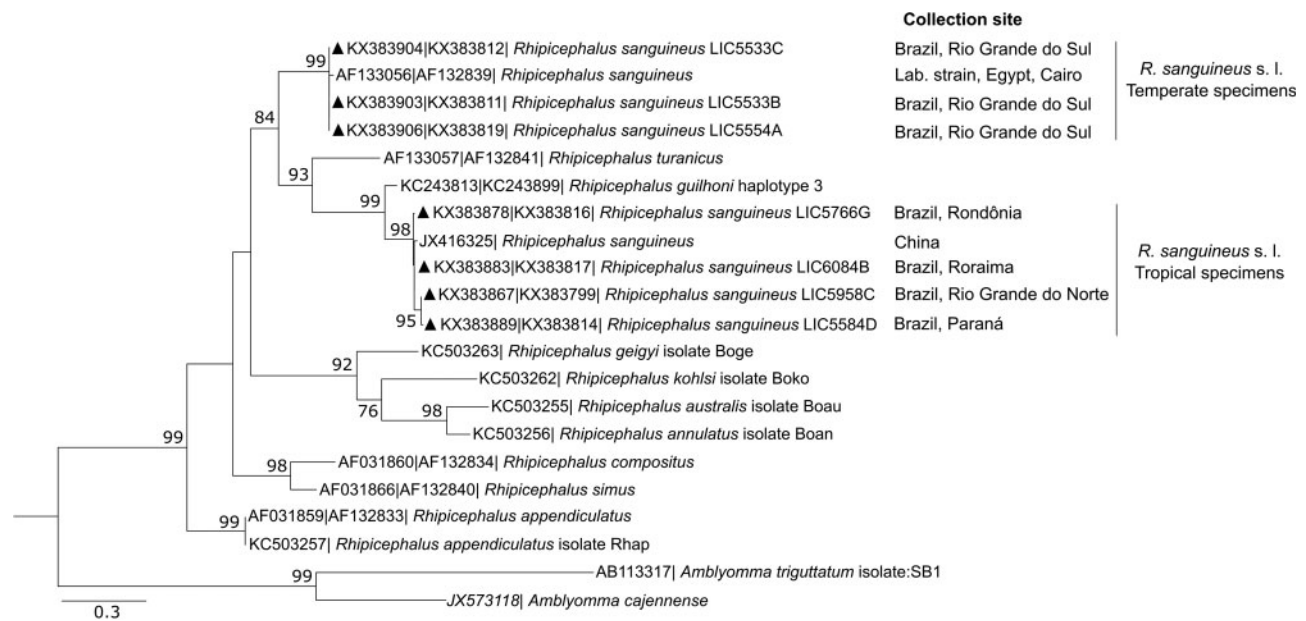 Collection site
99 ▲KX383904|KX383812| Rhipicephalus sanguineus LIC5533C Brazil, Rio Grande do Sul
AF133056|AF132839| Rhipicephalus sanguineus Lab. strain, Egypt, Cairo
R. sanguineus s. l.
Temperate specimens
▲KX383903|KX383811| Rhipicephalus sanguineus LIC5533B Brazil, Rio Grande do Sul
84
▲KX383906|KX383819| Rhipicephalus sanguineus LIC5554A Brazil, Rio Grande do Sul
AF133057|AF132841| Rhipicephalus turanicus
93
KC243813|KC243899| Rhipicephalus guilhoni haplotype 3
99
▲KX383878|KX383816| Rhipicephalus sanguineus LIC5766G Brazil, Rondônia
98
JX416325| Rhipicephalus sanguineus China
R. sanguineus s. l.
Tropical specimens
▲KX383883|KX383817| Rhipicephalus sanguineus LIC6084B Brazil, Roraima
▲KX383867|KX383799| Rhipicephalus sanguineus LIC5958C Brazil, Rio Grande do Norte
95 ▲KX383889|KX383814| Rhipicephalus sanguineus LIC5584D Brazil, Paraná
KC503263| Rhipicephalus geigyi isolate Boge
92
KC503262| Rhipicephalus kohlsi isolate Boko
76
98 KC503255| Rhipicephalus australis isolate Boau
KC503256| Rhipicephalus annulatus isolate Boan
99
AF031860|AF132834| Rhipicephalus compositus
98
AF031866|AF132840| Rhipicephalus simus
99 AF031859|AF132833| Rhipicephalus appendiculatus
KC503257| Rhipicephalus appendiculatus isolate Rhap
99 AB113317| Amblyomma triguttatum isolate:SB1
JX573118| Amblyomma cajennense
0.3